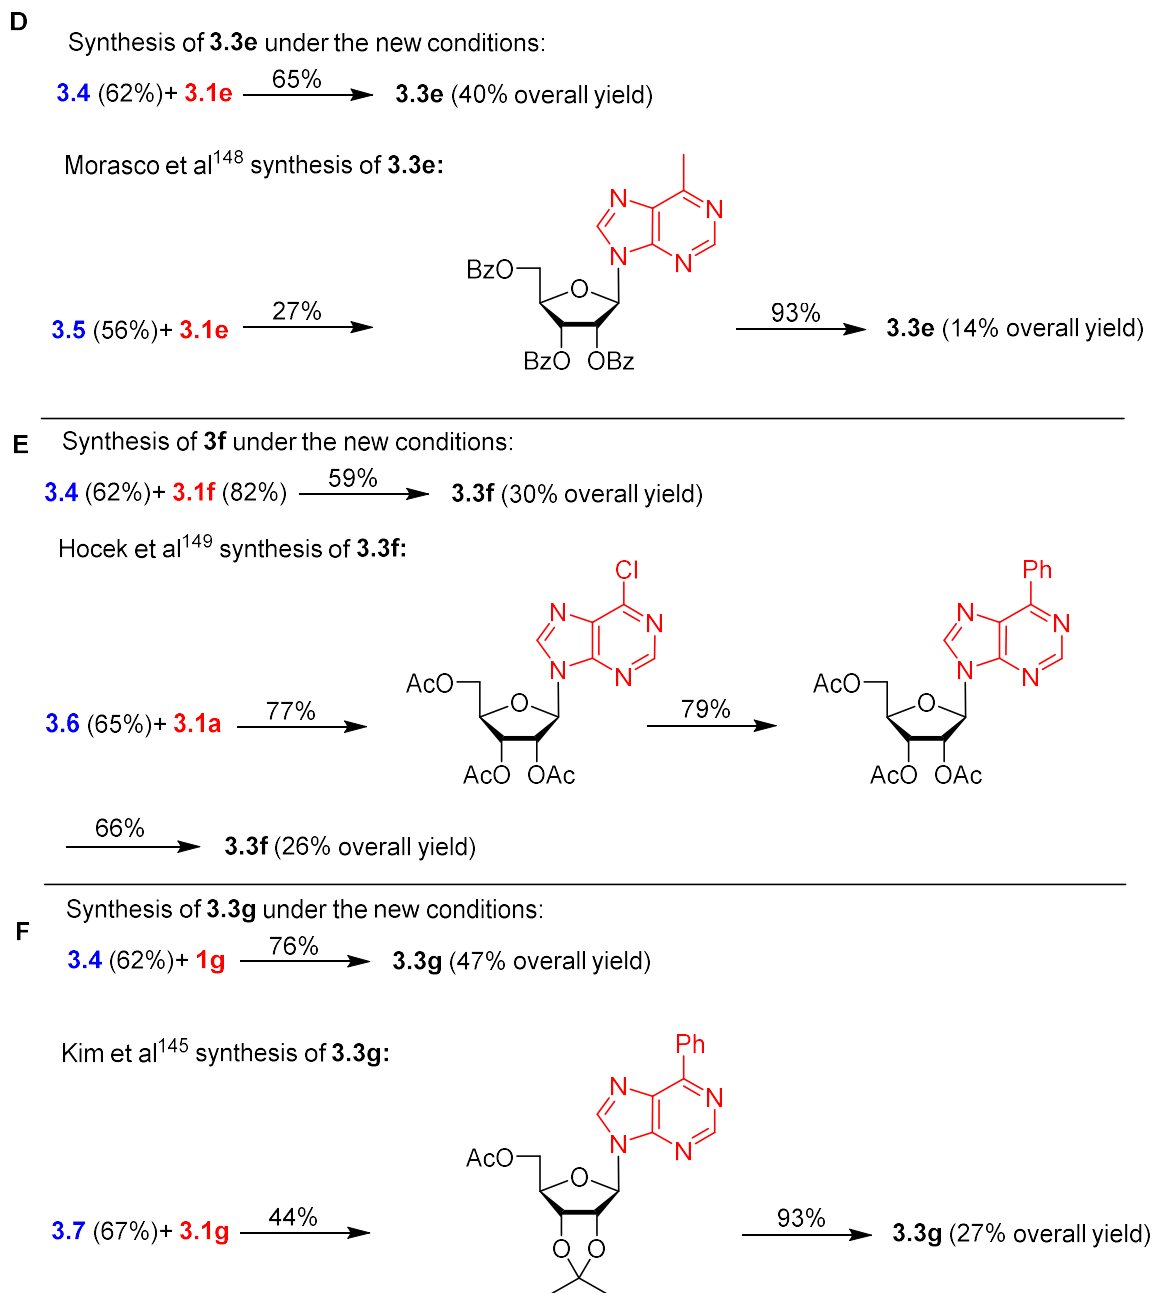 D
Synthesis of 3.3e under the new conditions:
3.4 (62%)+ 3.1e 65% 3.3e (40% overall yield)
Morasco et al148 synthesis of 3.3e:
N N N N
BzO O
BzO OBz
3.5 (56%)+ 3.1e 27% 93% 3.3e (14% overall yield)
E
Synthesis of 3f under the new conditions:
3.4 (62%)+ 3.1f (82%) 59% 3.3f (30% overall yield)
Hocek et al149 synthesis of 3.3f:
Cl
N N N N
AcO O
AcO OAc
Ph
N N N N
AcO O
AcO OAc
3.6 (65%)+ 3.1a 77% 79%
66% 3.3f (26% overall yield)
F
Synthesis of 3.3g under the new conditions:
3.4 (62%)+ 1g 76% 3.3g (47% overall yield)
Kim et al145 synthesis of 3.3g:
Ph
N N N N
AcO O
O O
3.7 (67%)+ 3.1g 44% 93% 3.3g (27% overall yield)